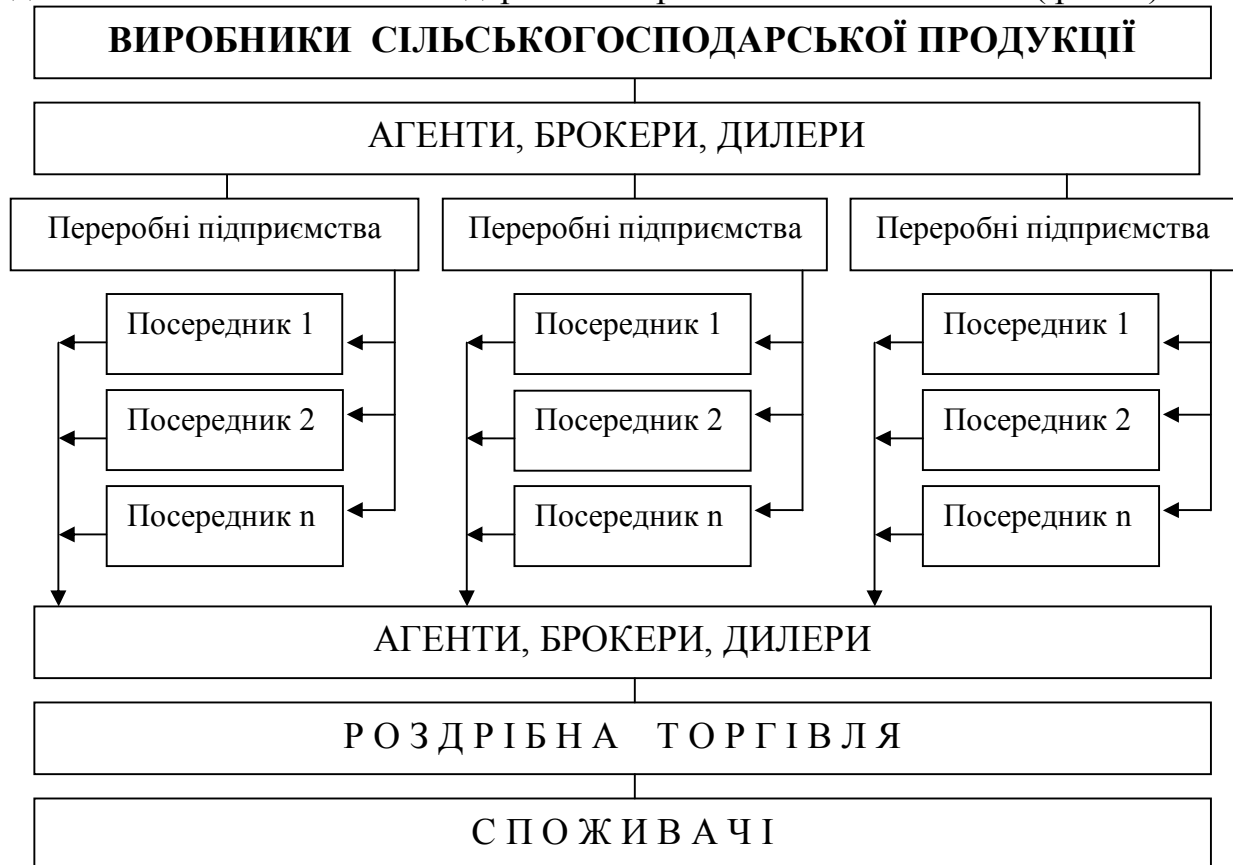 ВИРОБНИКИ СІЛЬСЬКОГОСПОДАРСЬКОЇ ПРОДУКЦІЇ
АГЕНТИ, БРОКЕРИ, ДИЛЕРИ
Переробні підприємства
Переробні підприємства
Переробні підприємства
Посередник 1
Посередник 1
Посередник 1
Посередник 2
Посередник 2
Посередник 2
Посередник n
Посередник n
Посередник n
АГЕНТИ, БРОКЕРИ, ДИЛЕРИ
Р О З Д Р І Б Н А Т О Р Г І В Л Я
С П О Ж И В А Ч І